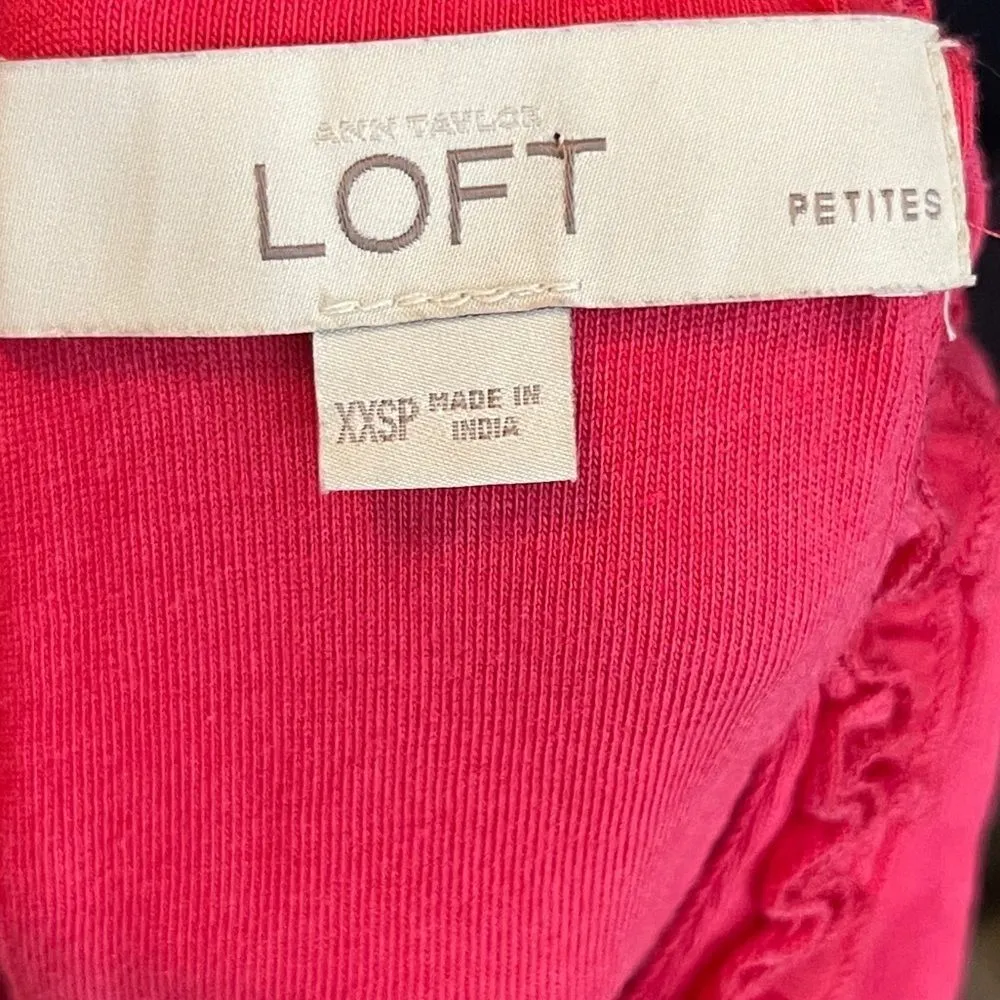 ANN TAYLOR
LOFT
PETITES
XXSP MADE IN
INDIA